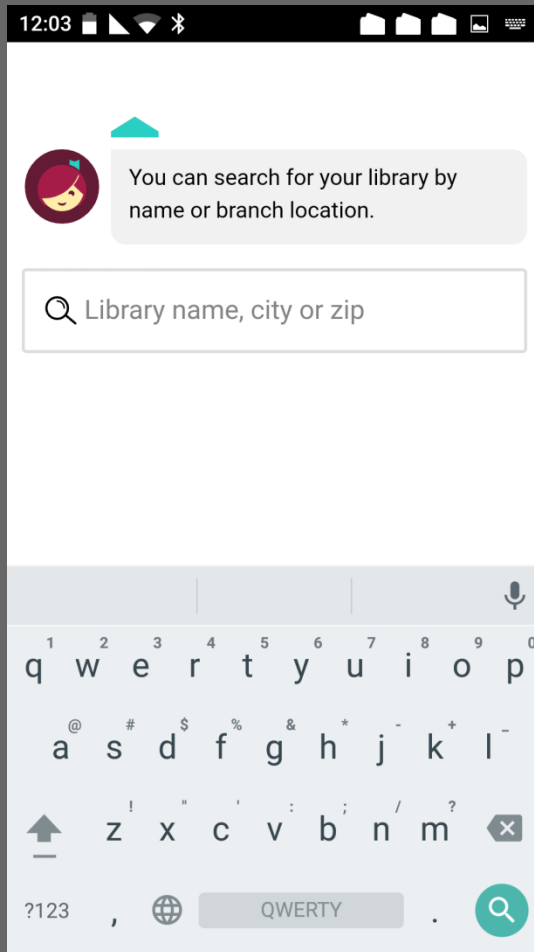 12:03
You can search for your library by
name or branch location.
Library name, city or zip
1 2 3 4 5 6 7 8 9 0
q w e r t y u i o p
@ # $ % & * - + _
a s d f g h j k l
! " ' : ; / ?
z x c v b n m
?123 , QWERTY .